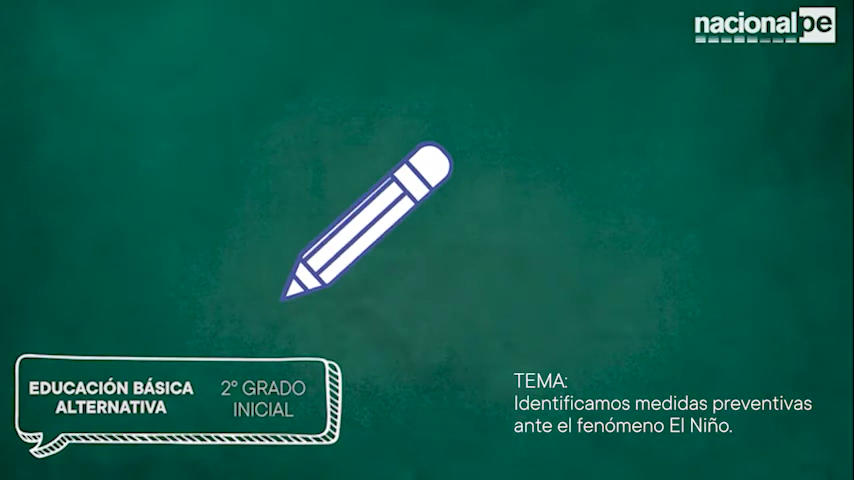 nacionalpe
EDUCACIÓN BÁSICA
ALTERNATIVA
2° GRADO
INICIAL
TEMA:
Identificamos medidas preventivas
ante el fenómeno El Niño.